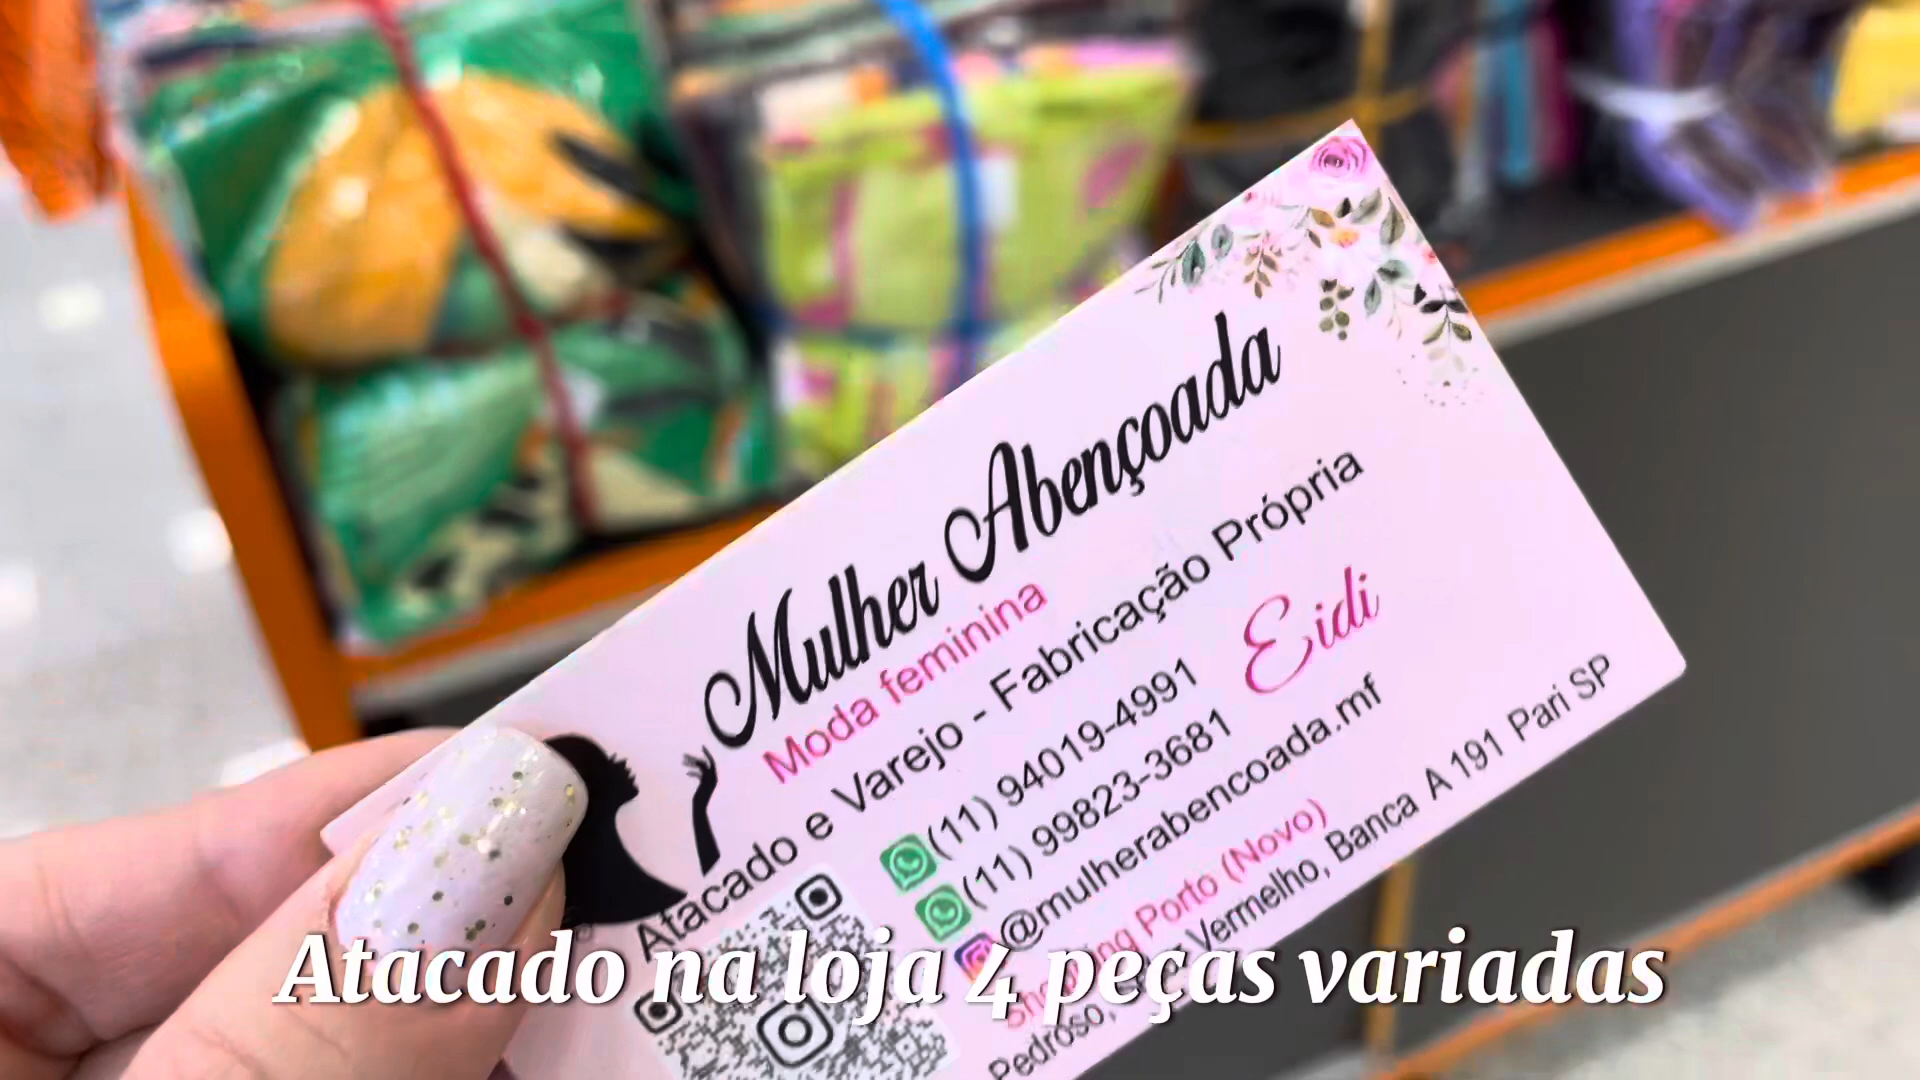 Mulher Abençoada
Moda feminina
Atacado e Varejo - Fabricação Própria
(11) 94019-4991
Eidi
(11) 99823-3681
@mulherabencoada.mf
Shopping Porto (Novo)
Pedroso, Vermelho, Banca A 191 Pari SP
Atacado na loja 4 peças variadas